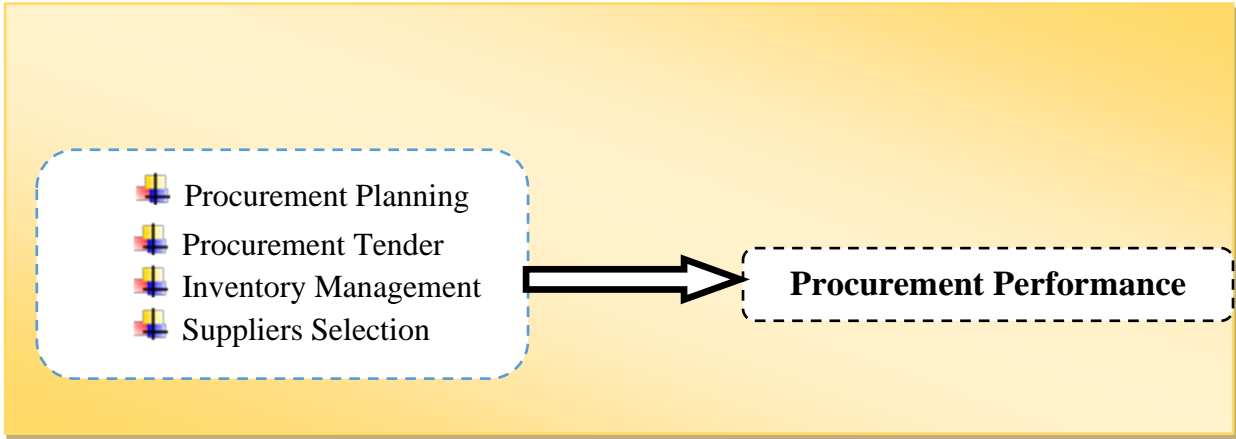 Procurement Planning
Procurement Tender
Inventory Management
Suppliers Selection
Procurement Performance